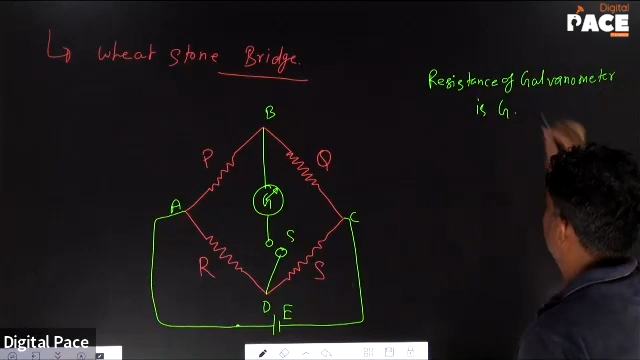 Digital
PACE
↳ Wheat stone Bridge.
Resistance of Galvanometer
is G.
B
P
Q
G
A
C
S
R
S
D
E
Digital Pace